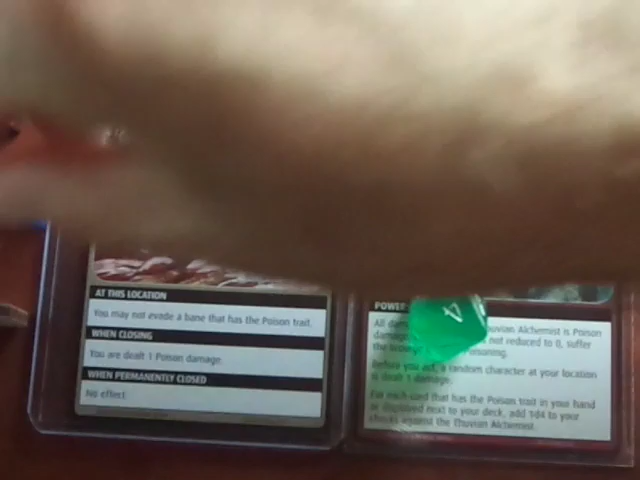 AT THIS LOCATION
You may not evade a bane that has the Poison trait.
WHEN CLOSING
You are dealt 1 Poison damage.
WHEN PERMANENTLY CLOSED
No effect.
POWER
4
All uvian Alchemist is Poison
not reduced to 0, suffer
the
Before you act, a random character at your location
is dealt 1 damage.
For each card that has the Poison trait in your hand
or displayed next to your deck, add 1d4 to your
checks against the Thuvian Alchemist.